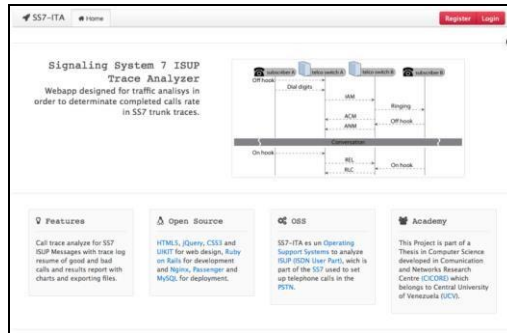 SS7-ITA Home Register Login
Signaling System 7 ISUP
Trace Analyzer
Webapp designed for traffic analisys in
order to determinate completed calls rate
in SS7 trunk traces.
subscriber A telco switch A telco switch B subscriber B
Off hook
Dial digits
IAM
Ringing
ACM
Off hook
ANM
Conversation
On hook
REL
On hook
RLC
Features
Call trace analyze for SS7
ISUP Messages with trace log
resume of good and bad
calls and results report with
charts and exporting files.
Open Source
HTML5, jQuery, CSS3 and
UIKIT for web design, Ruby
on Rails for development
and Nginx, Passenger and
MySQL for deployment.
OSS
SS7-ITA es un Operating
Support Systems to analyze
ISUP (ISDN User Part), wich is
part of the SS7 used to set
up telephone calls in the
PSTN.
Academy
This Project is part of a
Thesis in Computer Science
developed in Comunication
and Networks Research
Centre (CICORE) which
belongs to Central University
of Venezuela (UCV).